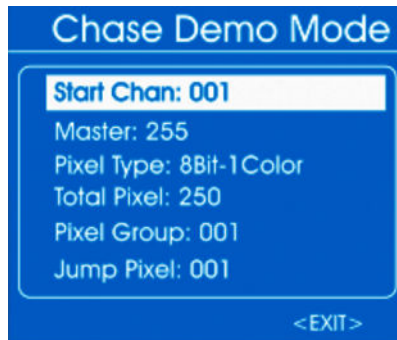 Chase Demo Mode
Start Chan: 001
Master: 255
Pixel Type: 8Bit-1Color
Total Pixel: 250
Pixel Group: 001
Jump Pixel: 001
<EXIT>